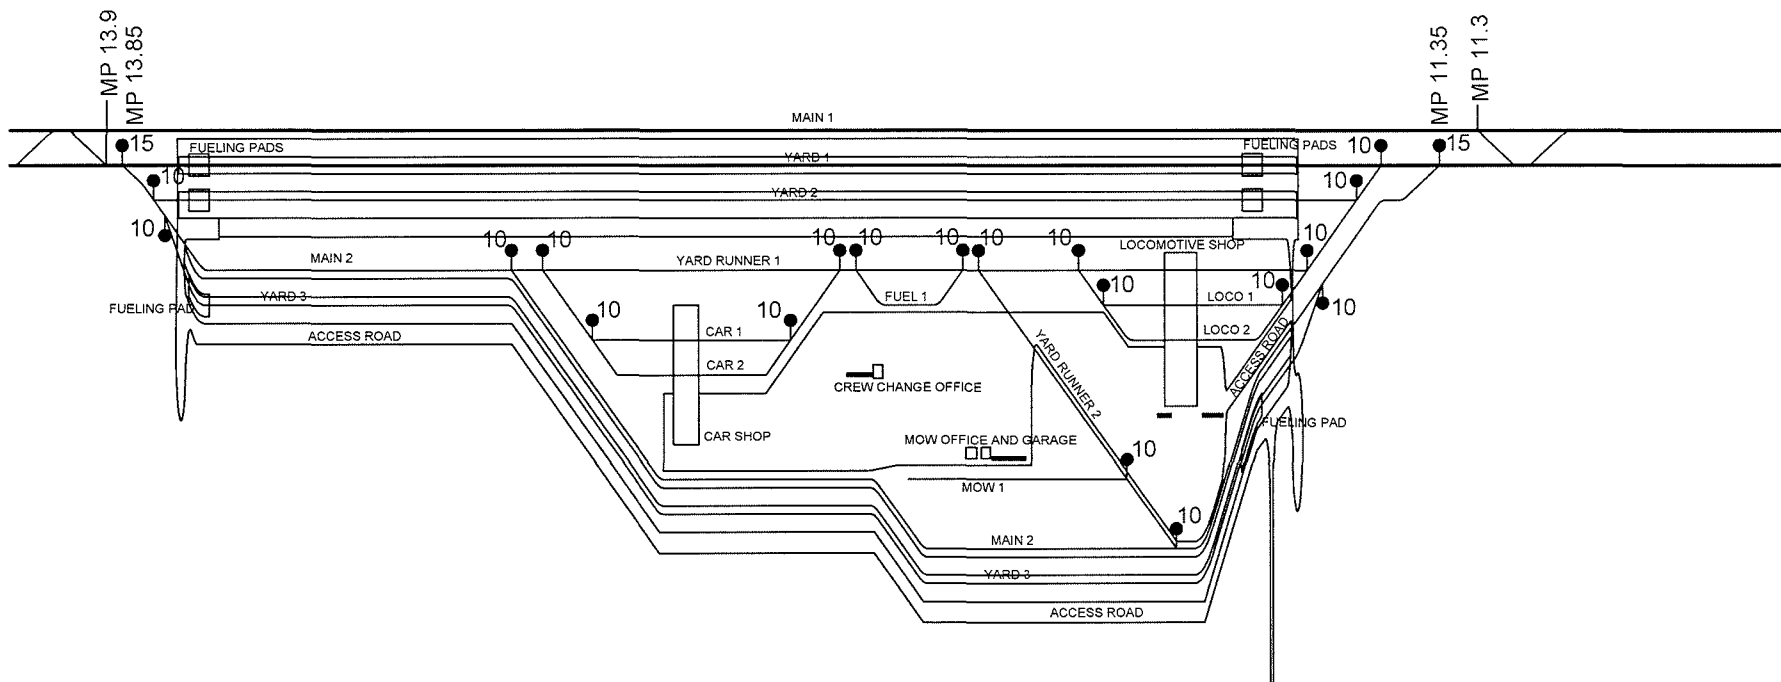 MP 13.9
MP 13.85
MP 11.35
MP 11.3
MAIN 1
15
FUELING PADS
YARD 1
FUELING PADS
10
15
10
YARD 2
10
10
10
10
10
10
10
10
10
LOCOMOTIVE SHOP
10
MAIN 2
YARD RUNNER 1
FUELING PAD
YARD 3
FUEL 1
10
10
LOCO 1
10
ACCESS ROAD
10
CAR 1
10
YARD RUNNER 2
LOCO 2
ACCESS ROAD
CAR 2
CREW CHANGE OFFICE
CAR SHOP
MOW OFFICE AND GARAGE
10
FUELING PAD
MOW 1
10
MAIN 2
YARD 3
ACCESS ROAD